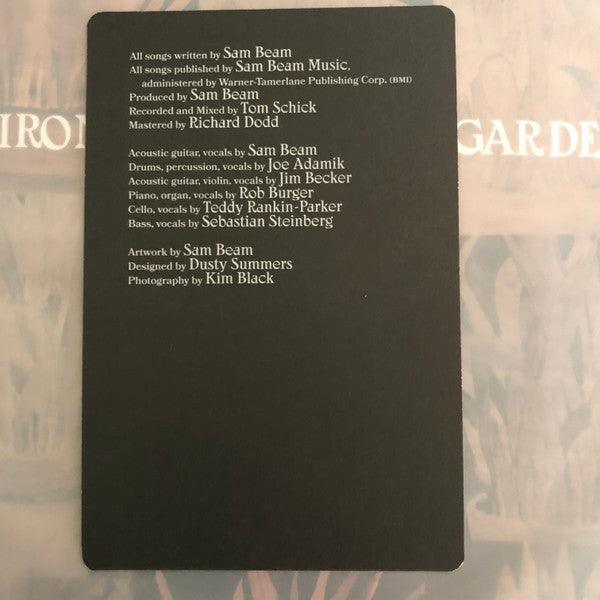 All songs written by Sam Beam
All songs published by Sam Beam Music,
administered by Warner-Tamerlane Publishing Corp. (BMI)
Produced by Sam Beam
Recorded and Mixed by Tom Schick
Mastered by Richard Dodd
IRON
GARDE
Acoustic guitar, vocals by Sam Beam
Drums, percussion, vocals by Joe Adamik
Acoustic guitar, violin, vocals by Jim Becker
Piano, organ, vocals by Rob Burger
Cello, vocals by Teddy Rankin-Parker
Bass, vocals by Sebastian Steinberg
Artwork by Sam Beam
Designed by Dusty Summers
Photography by Kim Black